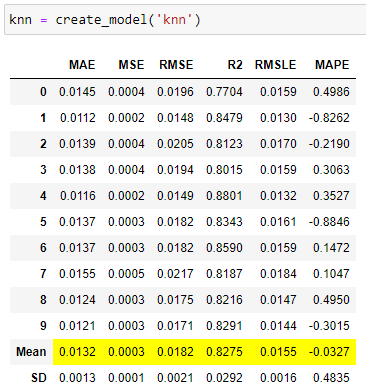 knn = create_model('knn')
MAE MSE RMSE R2 RMSLE MAPE
0 0.0145 0.0004 0.0196 0.7704 0.0159 0.4986
1 0.0112 0.0002 0.0148 0.8479 0.0130 -0.8262
2 0.0139 0.0004 0.0205 0.8123 0.0170 -0.2190
3 0.0138 0.0004 0.0194 0.8015 0.0159 0.3063
4 0.0116 0.0002 0.0149 0.8801 0.0132 0.3527
5 0.0137 0.0003 0.0182 0.8343 0.0161 -0.8846
6 0.0137 0.0003 0.0182 0.8590 0.0159 0.1472
7 0.0155 0.0005 0.0217 0.8187 0.0184 0.1047
8 0.0124 0.0003 0.0175 0.8216 0.0147 0.4950
9 0.0121 0.0003 0.0171 0.8291 0.0144 -0.3015
Mean 0.0132 0.0003 0.0182 0.8275 0.0155 -0.0327
SD 0.0013 0.0001 0.0021 0.0292 0.0016 0.4835